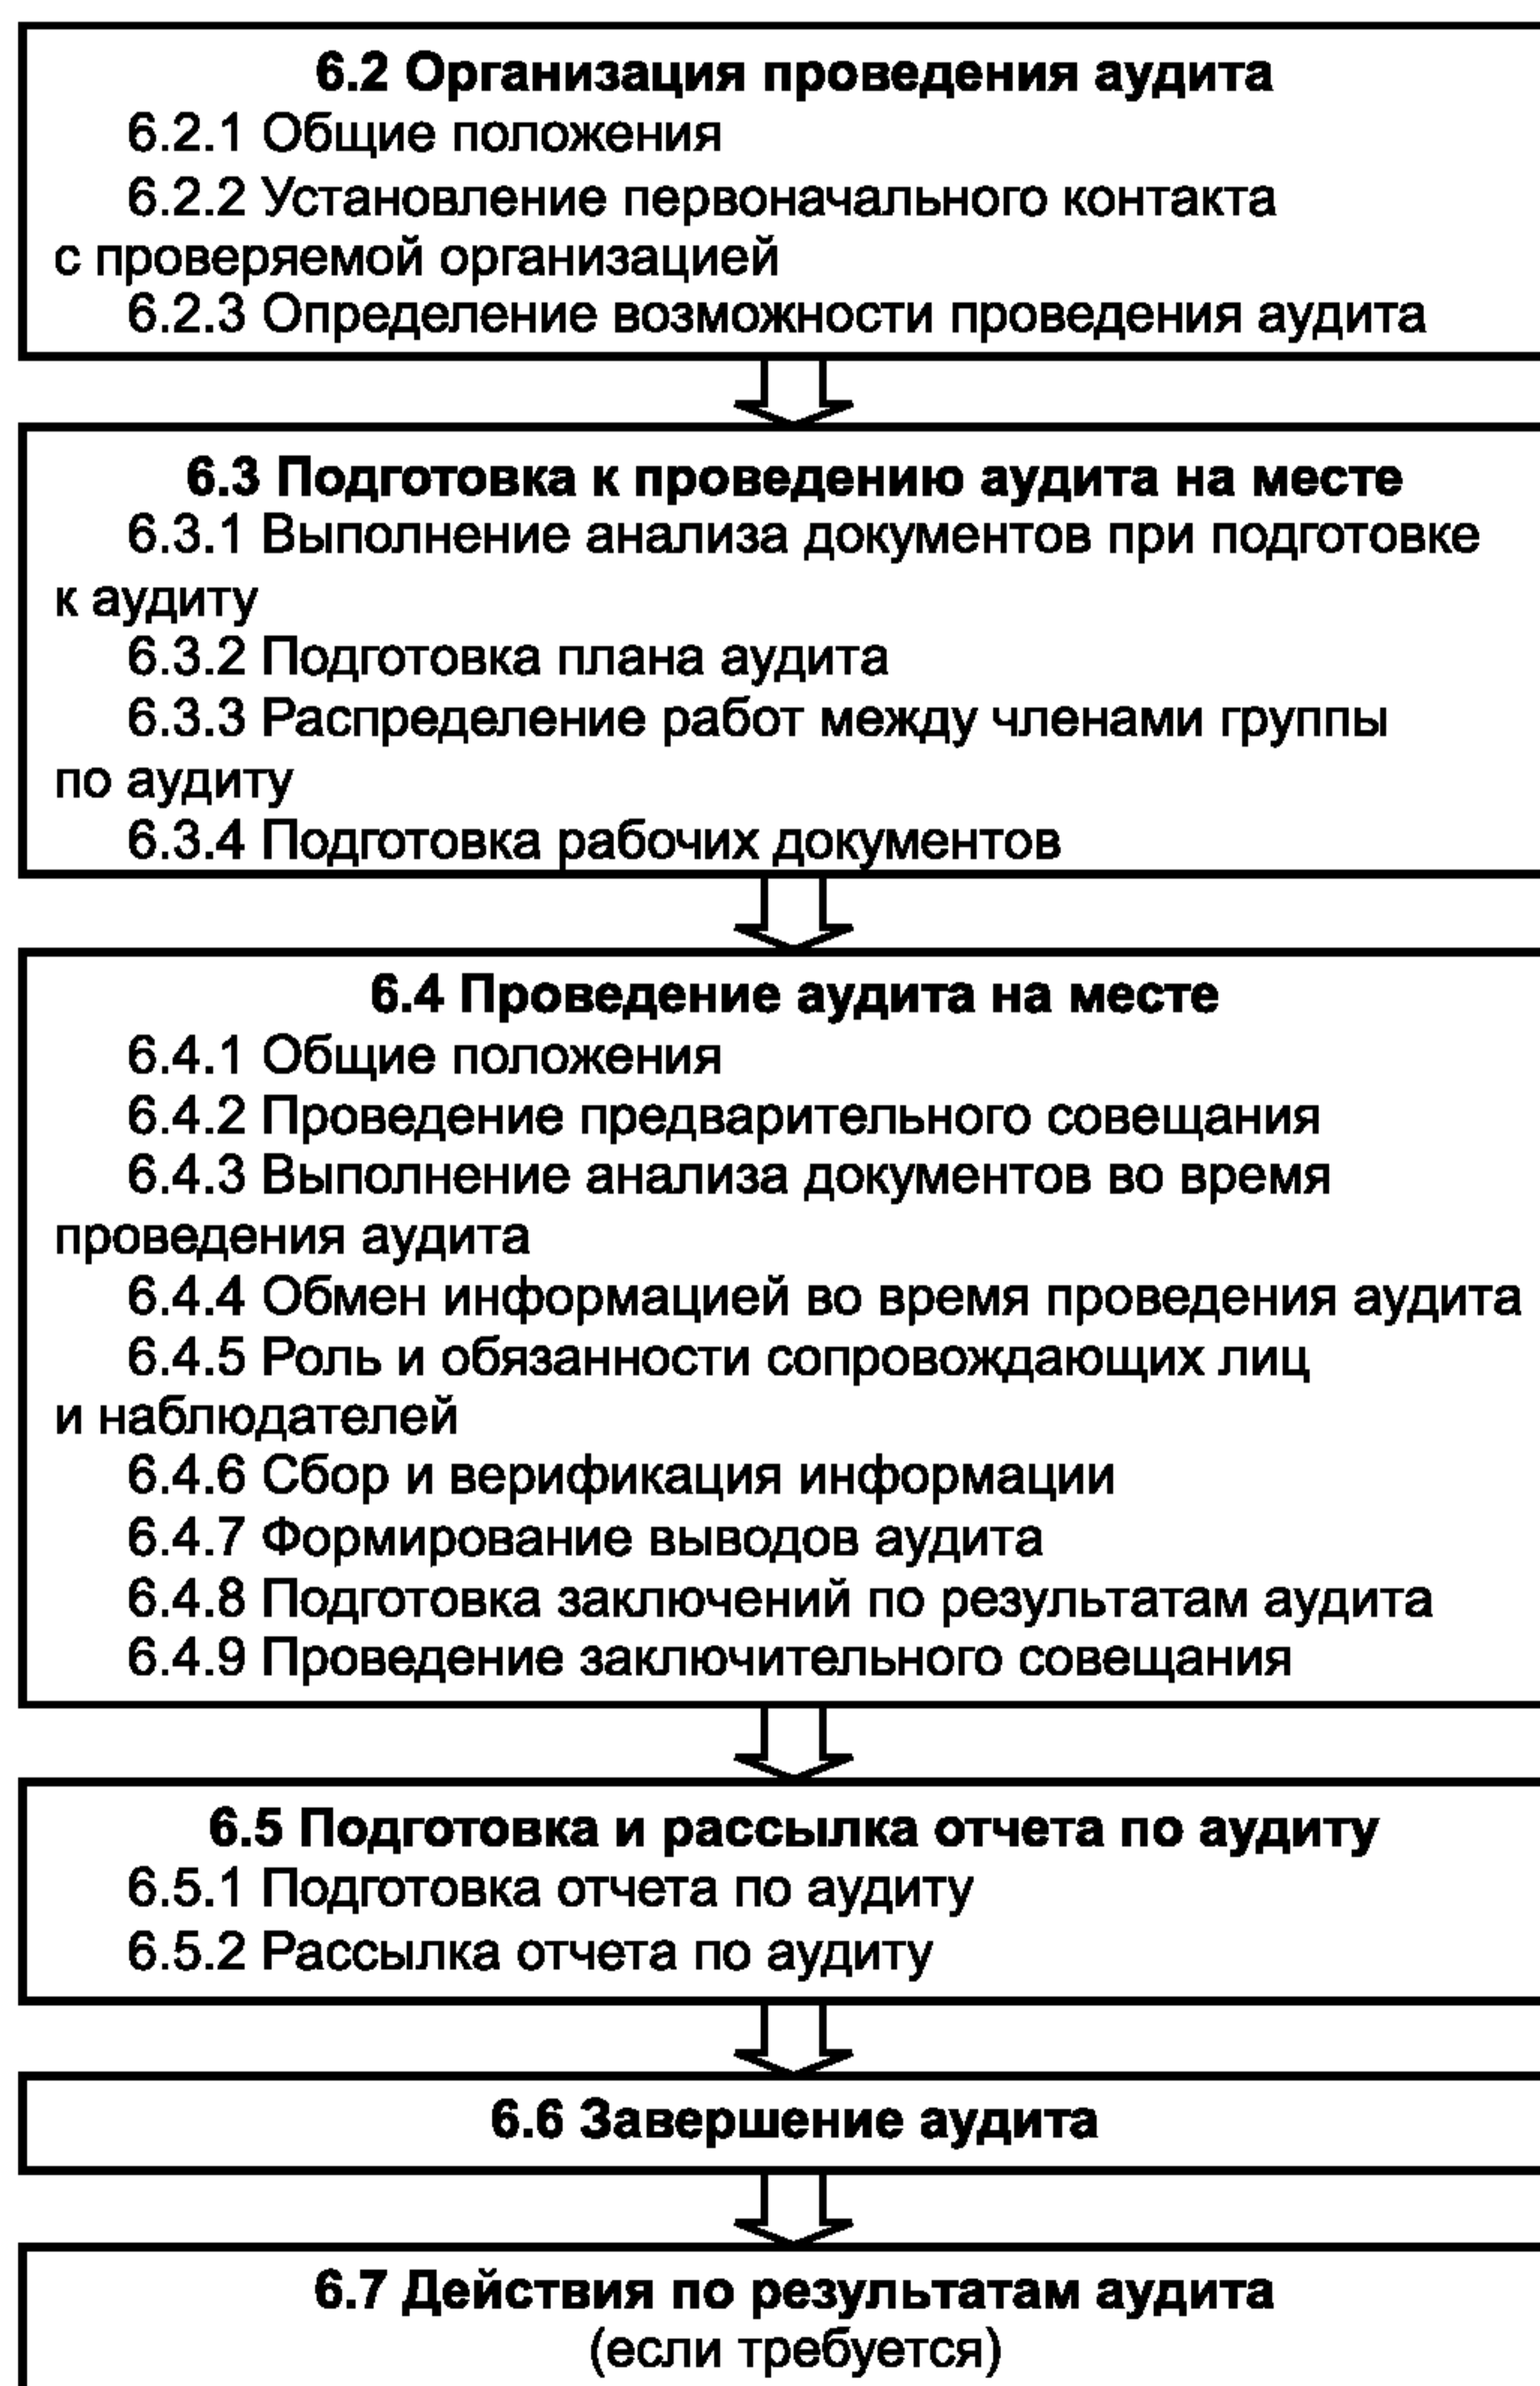 6.2 Организация проведения аудита
6.2.1 Общие положения
6.2.2 Установление первоначального контакта
с проверяемой организацией
6.2.3 Определение возможности проведения аудита
6.3 Подготовка к проведению аудита на месте
6.3.1 Выполнение анализа документов при подготовке
к аудиту
6.3.2 Подготовка плана аудита
6.3.3 Распределение работ между членами группы
по аудиту
6.3.4 Подготовка рабочих документов
6.4 Проведение аудита на месте
6.4.1 Общие положения
6.4.2 Проведение предварительного совещания
6.4.3 Выполнение анализа документов во время
проведения аудита
6.4.4 Обмен информацией во время проведения аудита
6.4.5 Роль и обязанности сопровождающих лиц
и наблюдателей
6.4.6 Сбор и верификация информации
6.4.7 Формирование выводов аудита
6.4.8 Подготовка заключений по результатам аудита
6.4.9 Проведение заключительного совещания
6.5 Подготовка и рассылка отчета по аудиту
6.5.1 Подготовка отчета по аудиту
6.5.2 Рассылка отчета по аудиту
6.6 Завершение аудита
6.7 Действия по результатам аудита
(если требуется)